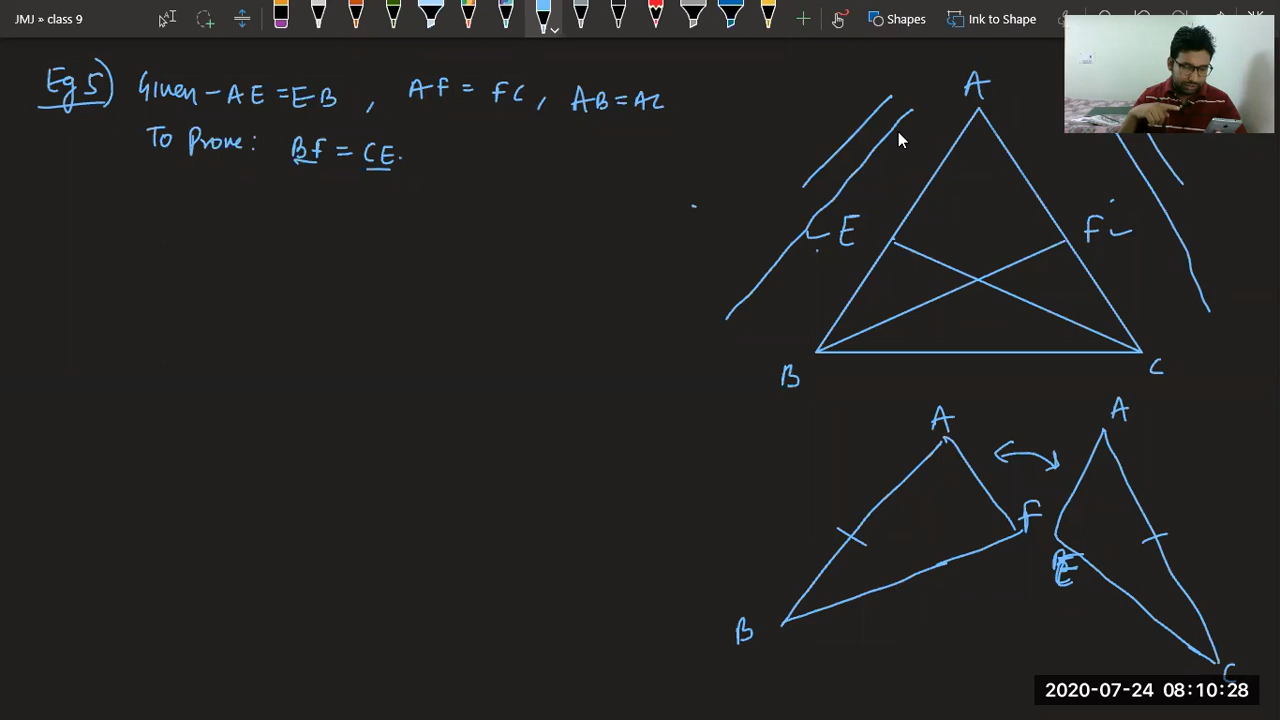 JMJ » class 9
Shapes
Ink to Shape
Eg 5) Given - AE = EB , AF = FC, AB = AC
To Prove: BF = CE.
A
E
F
B
C
A
F
B
A
E
C
2020-07-24 08:10:28